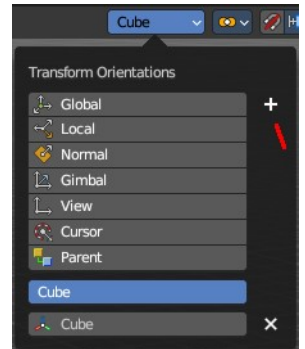 Cube
Transform Orientations
Global
Local
Normal
Gimbal
View
Cursor
Parent
Cube
Cube